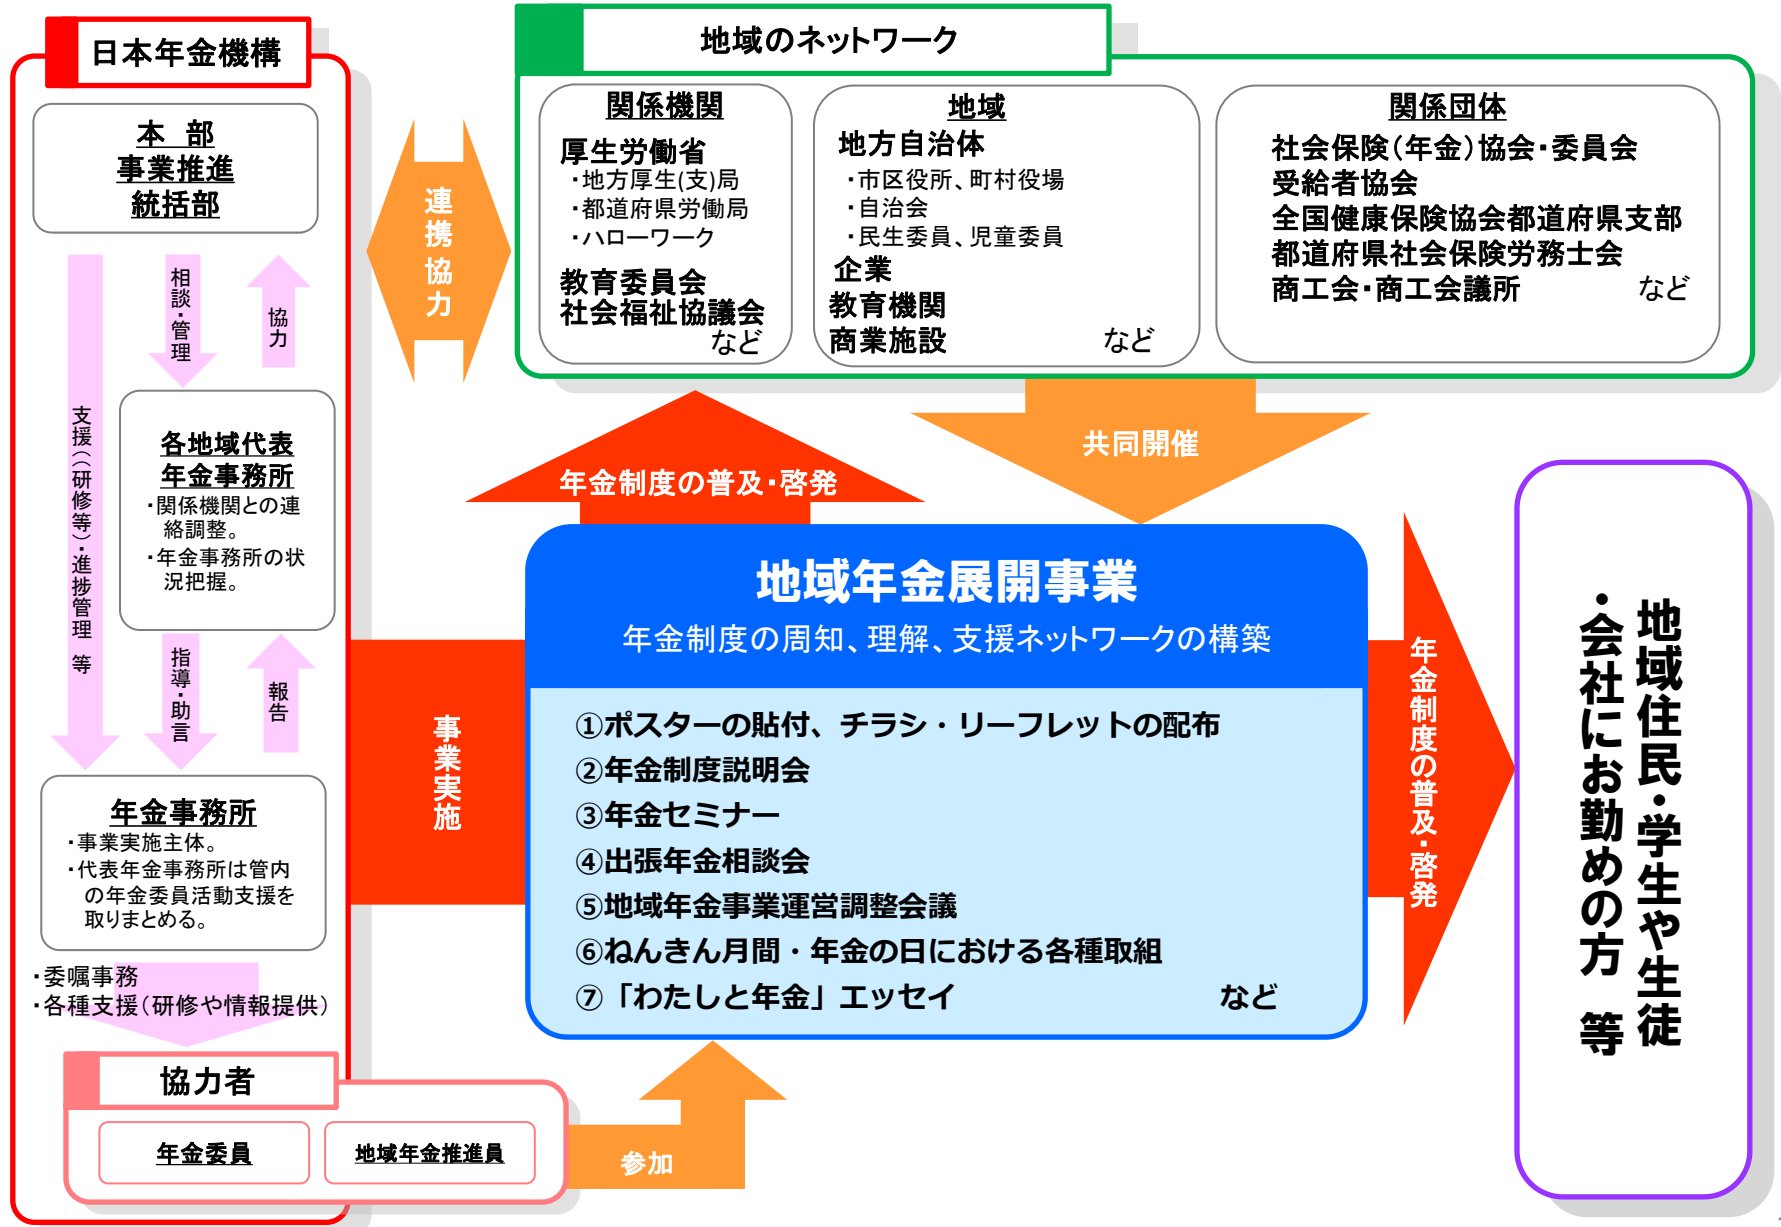 日本年金機構
本 部
事業推進
統括部
相談・管理
協力
支援((研修等)・進捗管理 等
各地域代表
年金事務所
・関係機関との連
絡調整。
・年金事務所の状
況把握。
指導・助言
報告
年金事務所
・事業実施主体。
・代表年金事務所は管内
の年金委員活動支援を
取りまとめる。
・委嘱事務
・各種支援(研修や情報提供)
協力者
年金委員
地域年金推進員
連携協力
地域のネットワーク
関係機関
厚生労働省
・地方厚生(支)局
・都道府県労働局
・ハローワーク
教育委員会
社会福祉協議会
など
地域
地方自治体
・市区役所、町村役場
・自治会
・民生委員、児童委員
企業
教育機関
商業施設 など
関係団体
社会保険(年金)協会・委員会
受給者協会
全国健康保険協会都道府県支部
都道府県社会保険労務士会
商工会・商工会議所 など
年金制度の普及・啓発
共同開催
事業実施
地域年金展開事業
年金制度の周知、理解、支援ネットワークの構築
①ポスターの貼付、チラシ・リーフレットの配布
②年金制度説明会
③年金セミナー
④出張年金相談会
⑤地域年金事業運営調整会議
⑥ねんきん月間・年金の日における各種取組
⑦「わたしと年金」エッセイ など
参加
年金制度の普及・啓発
地域住民・学生や生徒
・会社にお勤めの方 等